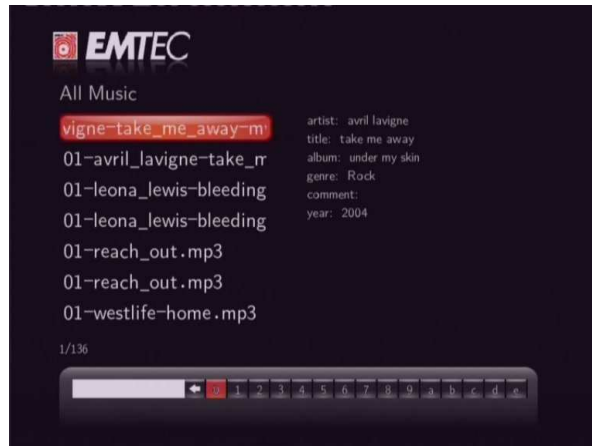 EMTEC
All Music
vigne-take_me_away-m
01-avril_lavigne-take_m
01-leona_lewis-bleeding
01-leona_lewis-bleeding
01-reach_out.mp3
01-reach_out.mp3
01-westlife-home.mp3
artist: avril lavigne
title: take me away
album: under my skin
genre: Rock
comment:
year: 2004
1/136
0 1 2 3 4 5 6 7 8 9 a b c d e